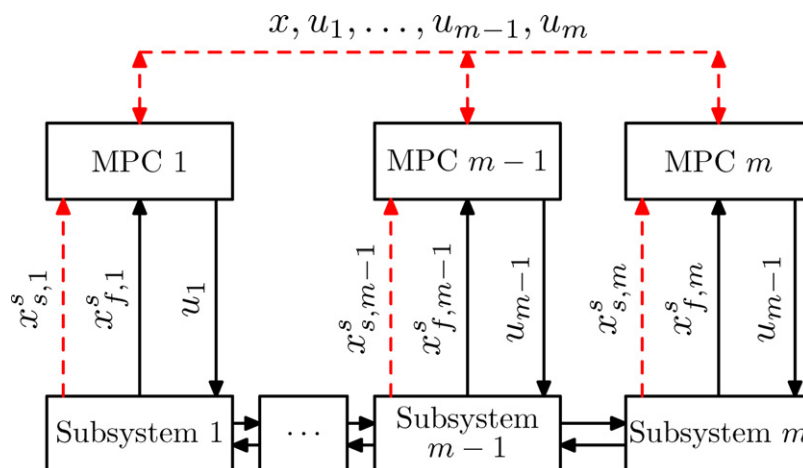 x, u_1, . . . , u_{m-1}, u_m
MPC 1
MPC m − 1
MPC m
x^s_{s,1}
x^s_{f,1}
u_1
x^s_{s,m-1}
x^s_{f,m-1}
u_{m-1}
x^s_{s,m}
x^s_{f,m}
u_{m-1}
Subsystem 1
...
Subsystem
m − 1
Subsystem m